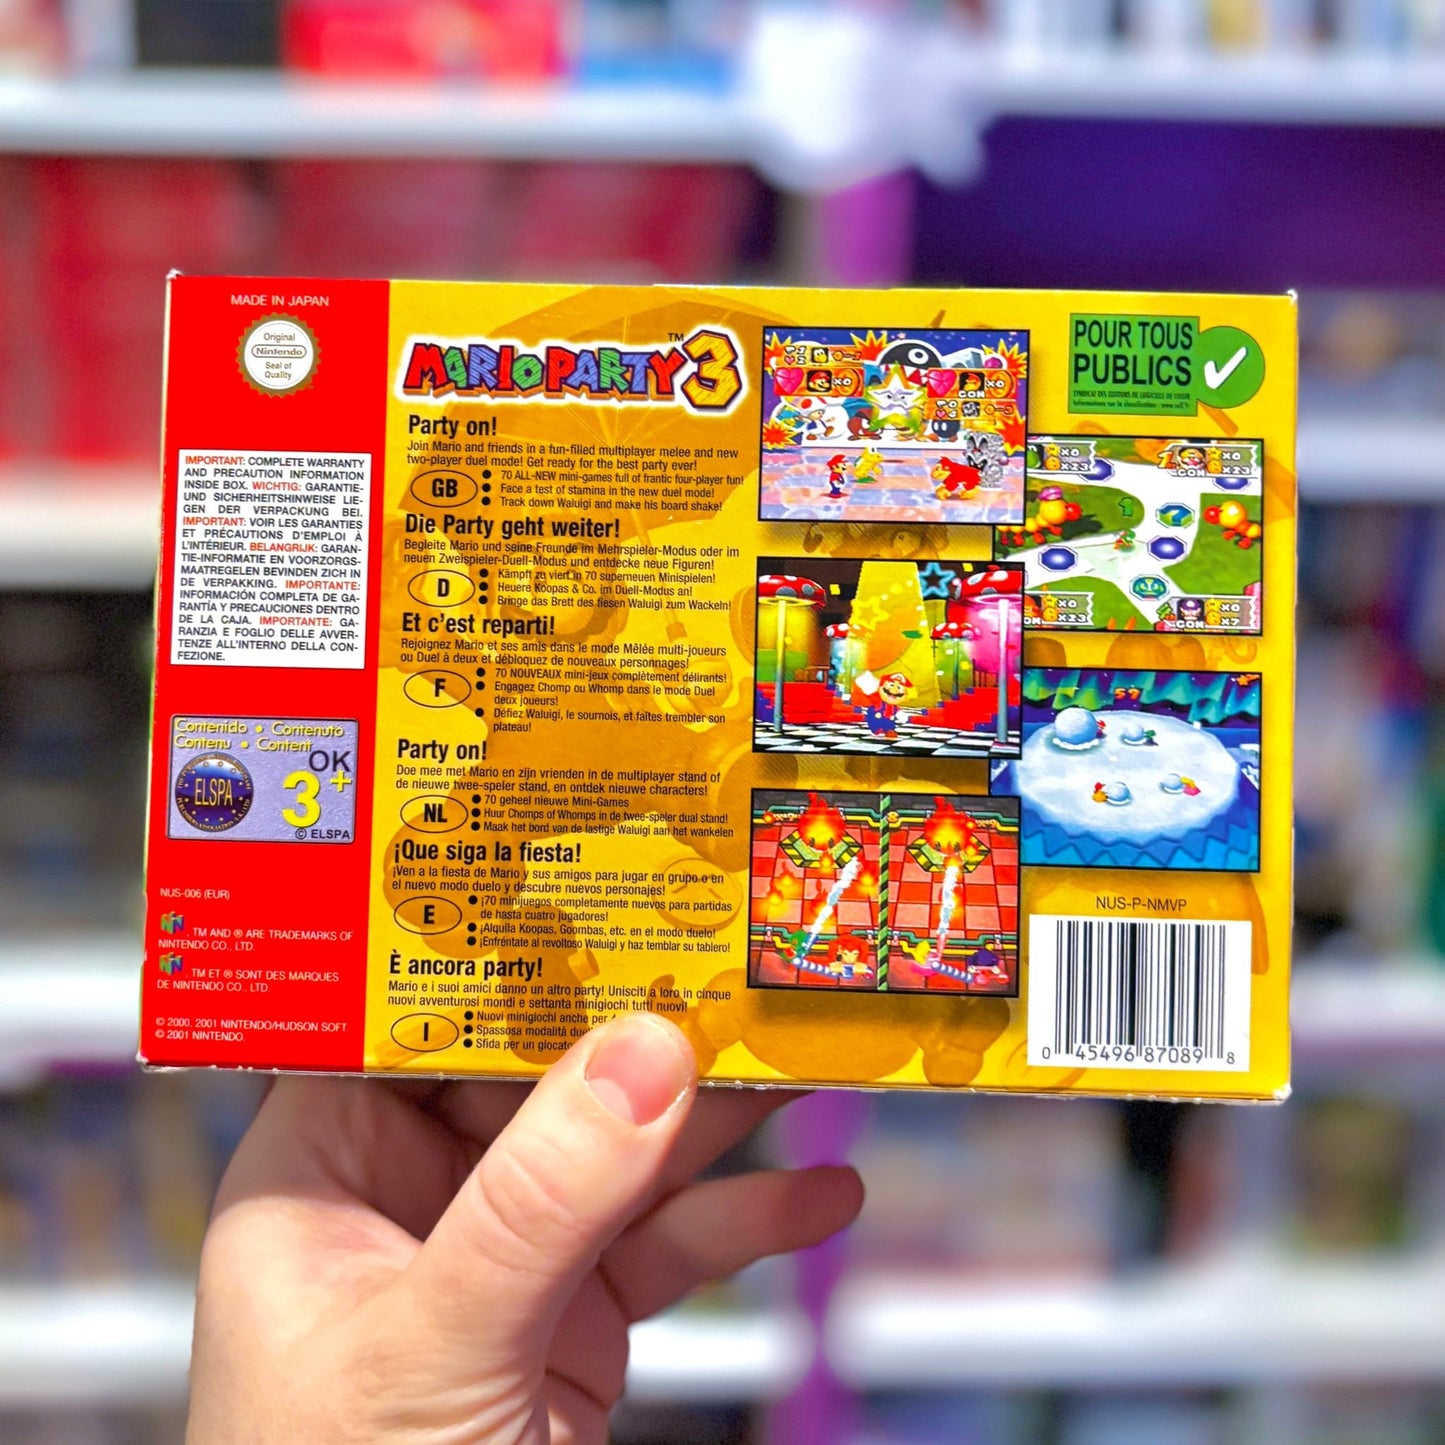 MADE IN JAPAN
Original
Nintendo
Seal of
Quality
IMPORTANT: COMPLETE WARRANTY
AND PRECAUTION INFORMATION
INSIDE BOX. WICHTIG: GARANTIE-
UND SICHERHEITSHINWEISE LIE-
GEN DER VERPACKUNG BEI.
IMPORTANT: VOIR LES GARANTIES
ET PRÉCAUTIONS D'EMPLOI À
L'INTÉRIEUR. BELANGRIJK: GARAN-
TIE-INFORMATIE EN VOORZORGS-
MAATREGELEN BEVINDEN ZICH IN
DE VERPAKKING. IMPORTANTE:
INFORMACIÓN COMPLETA DE GA-
RANTÍA Y PRECAUCIONES DENTRO
DE LA CAJA. IMPORTANTE: GA-
RANZIA E FOGLIO DELLE AVVER-
TENZE ALL'INTERNO DELLA CON-
FEZIONE.
Contenido • Contenuto
Contenu • Content
OK
3+
ELSPA
© ELSPA
NUS-006 (EUR)
, TM AND ® ARE TRADEMARKS OF
NINTENDO CO., LTD.
, TM ET ® SONT DES MARQUES
DE NINTENDO CO., LTD.
© 2000, 2001 NINTENDO/HUDSON SOFT.
© 2001 NINTENDO.
MARIO PARTY 3™
Party on!
Join Mario and friends in a fun-filled multiplayer melee and new
two-player duel mode! Get ready for the best party ever!
GB
● 70 ALL-NEW mini-games full of frantic four-player fun!
● Face a test of stamina in the new duel mode!
● Track down Waluigi and make his board shake!
Die Party geht weiter!
Begleite Mario und seine Freunde im Mehrspieler-Modus oder im
neuen Zweispieler-Duell-Modus und entdecke neue Figuren!
D
● Kämpft zu viert in 70 superneuen Minispielen!
● Heuere Koopas & Co. im Duell-Modus an!
● Bringe das Brett des fiesen Waluigi zum Wackeln!
Et c'est reparti!
Rejoignez Mario et ses amis dans le mode Mêlée multi-joueurs
ou Duel à deux et débloquez de nouveaux personnages!
F
● 70 NOUVEAUX mini-jeux complètement délirants!
● Engagez Chomp ou Whomp dans le mode Duel
deux joueurs!
● Défiez Waluigi, le sournois, et faites trembler son
plateau!
Party on!
Doe mee met Mario en zijn vrienden in de multiplayer stand of
de nieuwe twee-speler stand, en ontdek nieuwe characters!
NL
● 70 geheel nieuwe Mini-Games
● Huur Chomps of Whomps in de twee-speler dual stand!
● Maak het bord van de lastige Waluigi aan het wankelen
¡Que siga la fiesta!
¡Ven a la fiesta de Mario y sus amigos para jugar en grupo o en
el nuevo modo duelo y descubre nuevos personajes!
E
● ¡70 minijuegos completamente nuevos para partidas
de hasta cuatro jugadores!
● ¡Alquila Koopas, Goombas, etc. en el modo duelo!
● ¡Enfréntate al revoltoso Waluigi y haz temblar su tablero!
È ancora party!
Mario e i suoi amici danno un altro party! Unisciti a loro in cinque
nuovi avventurosi mondi e settanta minigiochi tutti nuovi!
I
● Nuovi minigiochi anche per
● Spassosa modalità
● Sfida per un
POUR TOUS
PUBLICS
SYNDICAT DES EDITEURS DE LOGICIELS DE LOISIR
NUS-P-NMVP
0 45496 87089 8